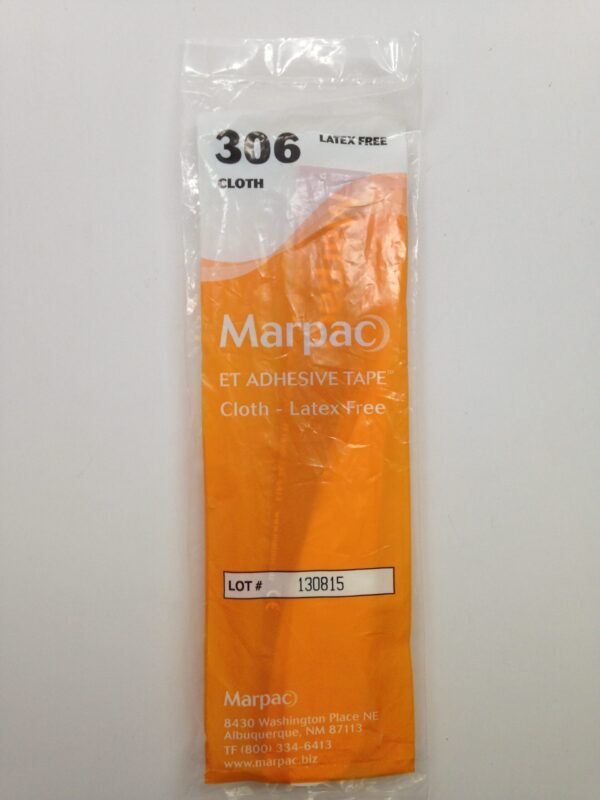 306
LATEX FREE
CLOTH
Marpac
ET ADHESIVE TAPE™
Cloth - Latex Free
LOT # 130815
Marpac
8430 Washington Place NE
Albuquerque, NM 87113
TF (800) 334-6413
www.marpac.biz